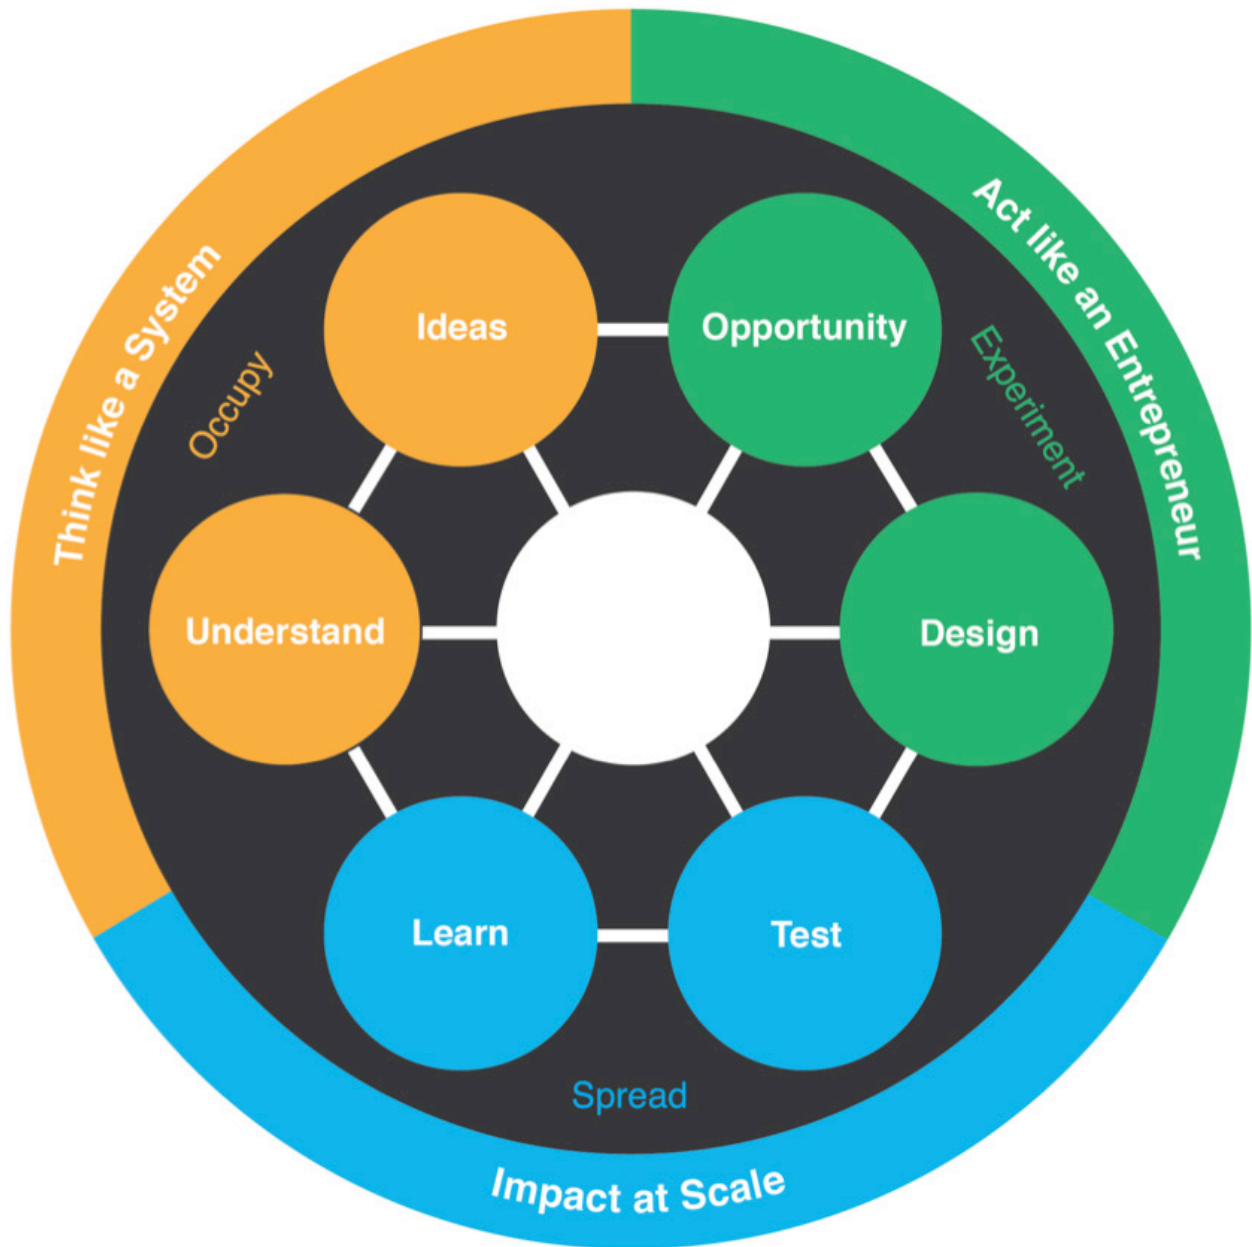 Think like a System
Act like an Entrepreneur
Occupy
Experiment
Ideas
Opportunity
Understand
Design
Learn
Test
Spread
Impact at Scale